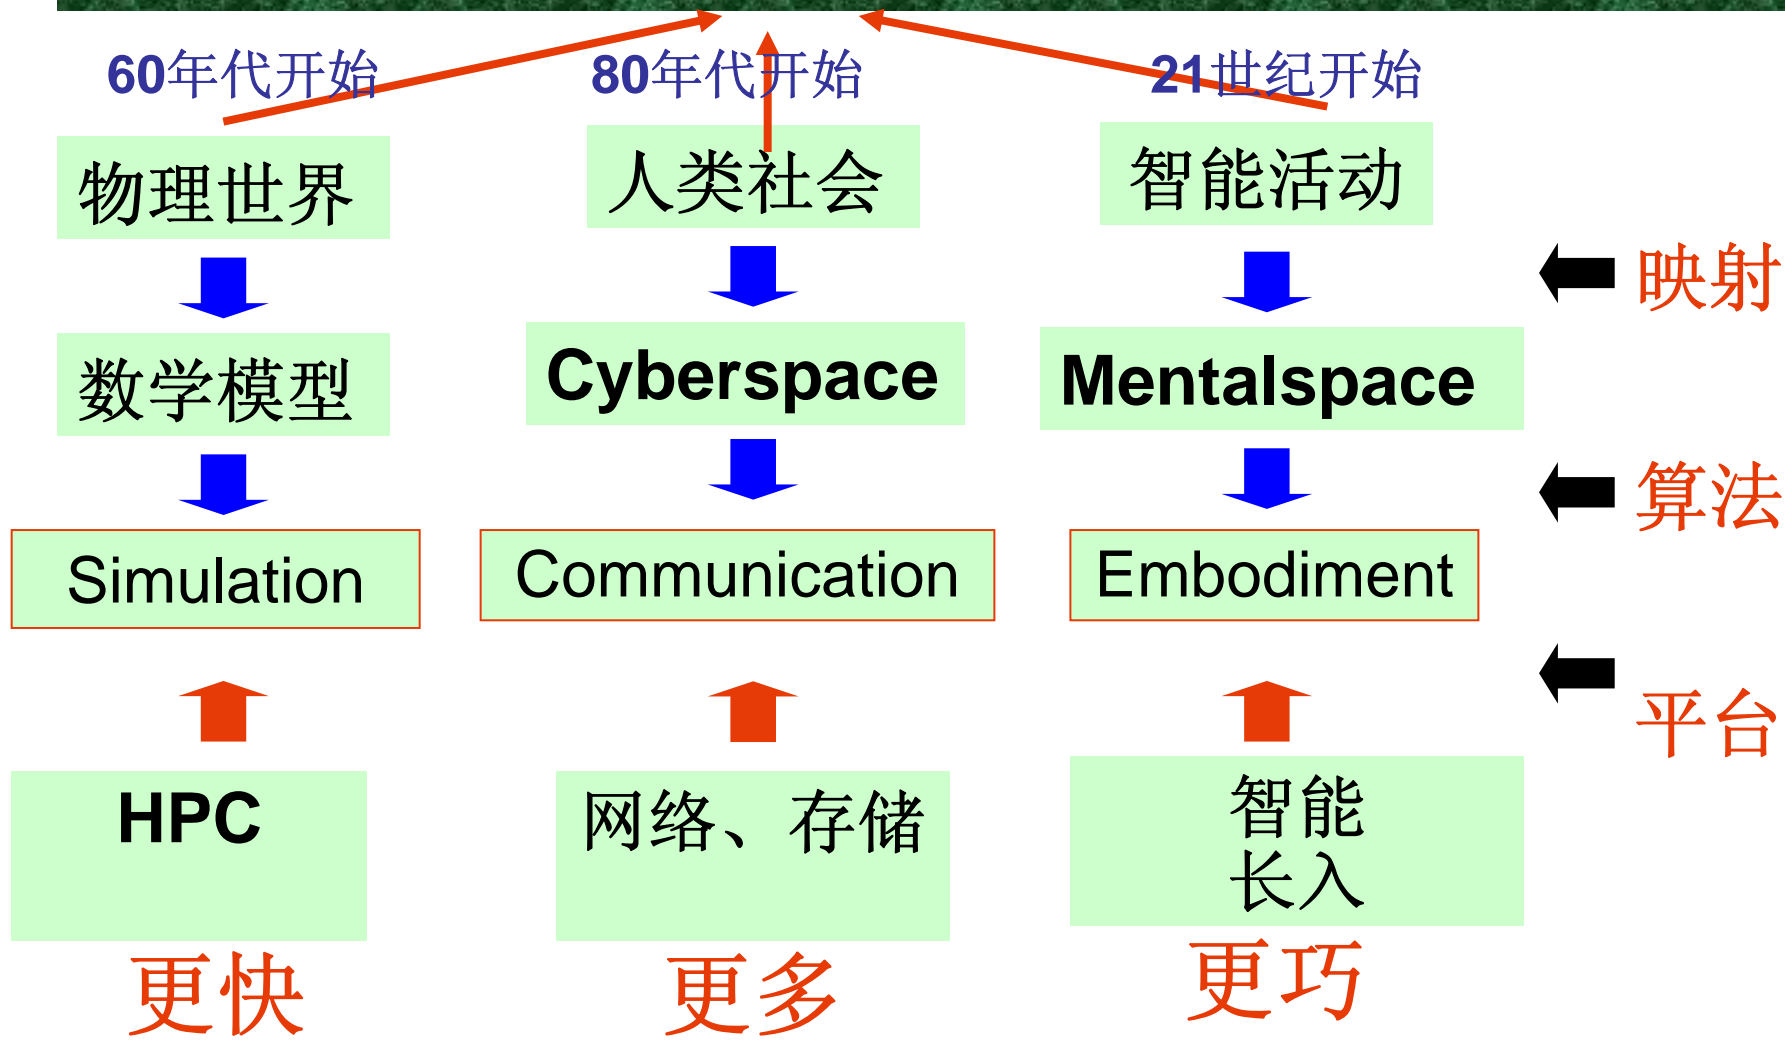 60年代开始
80年代开始
21世纪开始
物理世界
人类社会
智能活动
映射
数学模型
Cyberspace
Mentalspace
算法
Simulation
Communication
Embodiment
平台
HPC
网络、存储
智能
长入
更快
更多
更巧